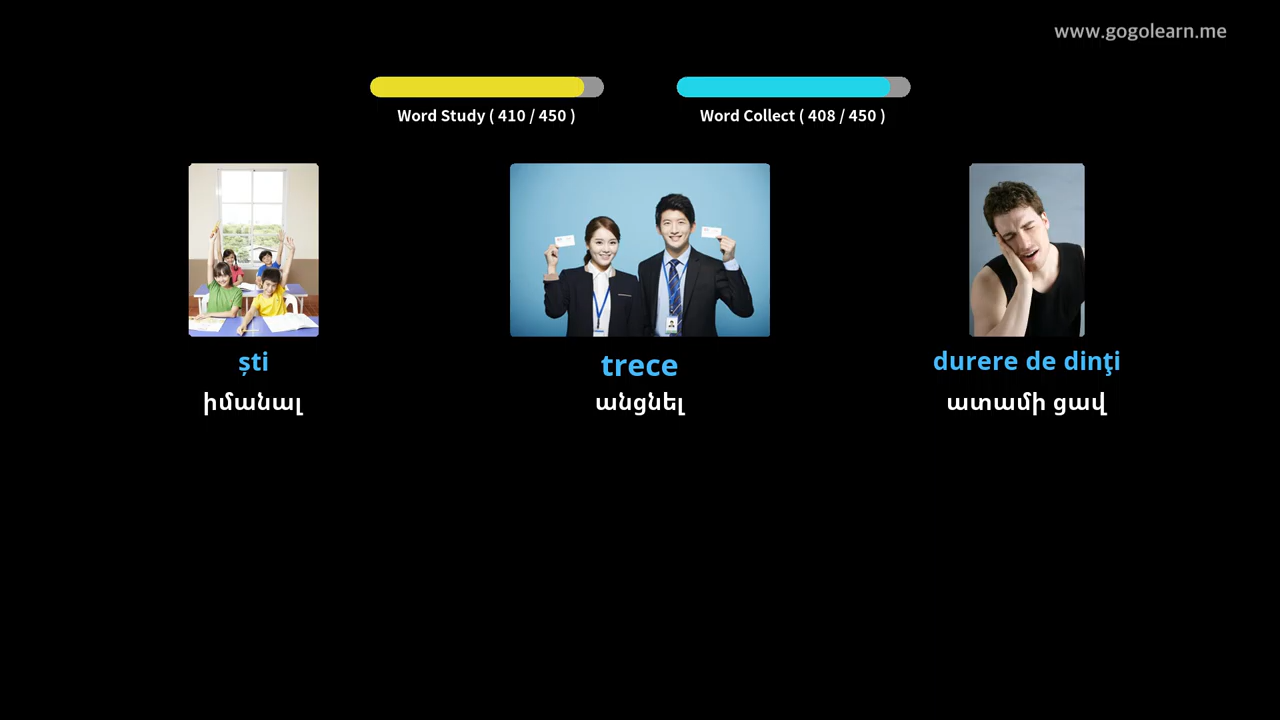 www.gogolearn.me
Word Study ( 410 / 450 )
Word Collect ( 408 / 450 )
ști
trece
durere de dinţi
իմանալ
անցնել
ատամի ցավ